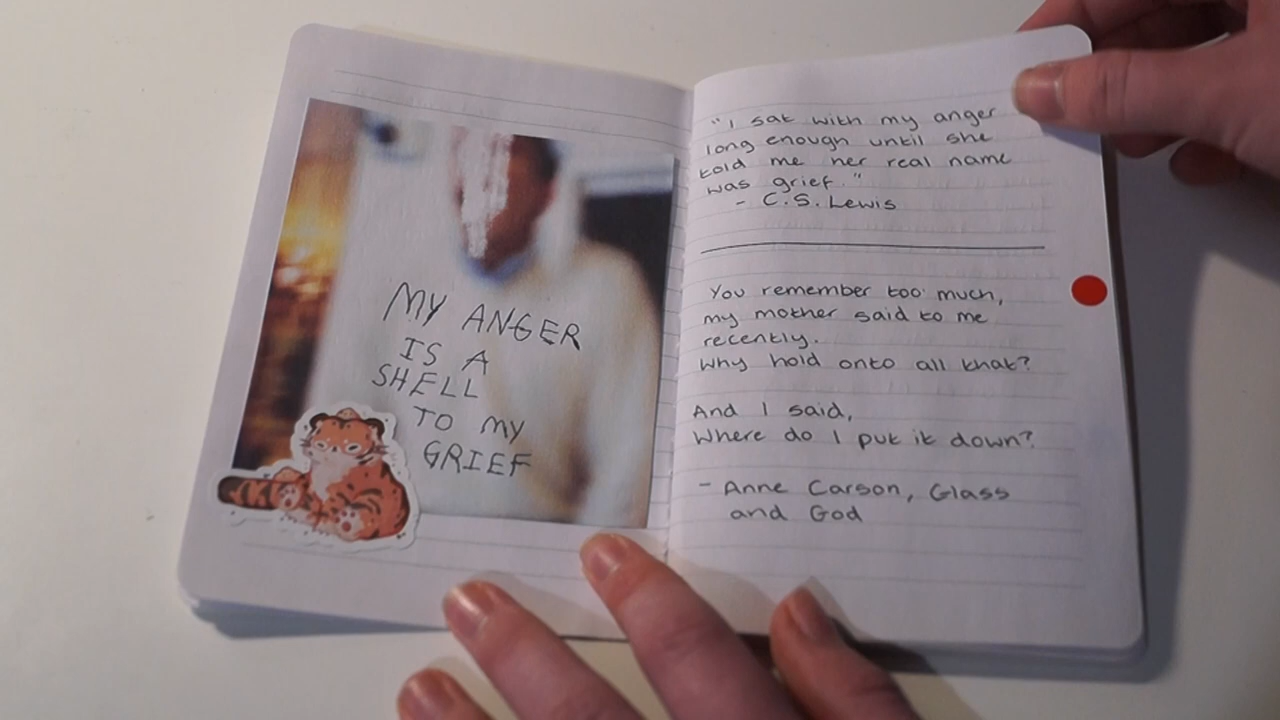 MY ANGER
IS A
SHELL
TO MY
GRIEF
"I sat with my anger
long enough until she
told me her real name
was grief."
- C.S. Lewis
You remember too much,
my mother said to me
recently.
Why hold onto all that?
And I said,
Where do I put it down?
- Anne Carson, Glass
and God